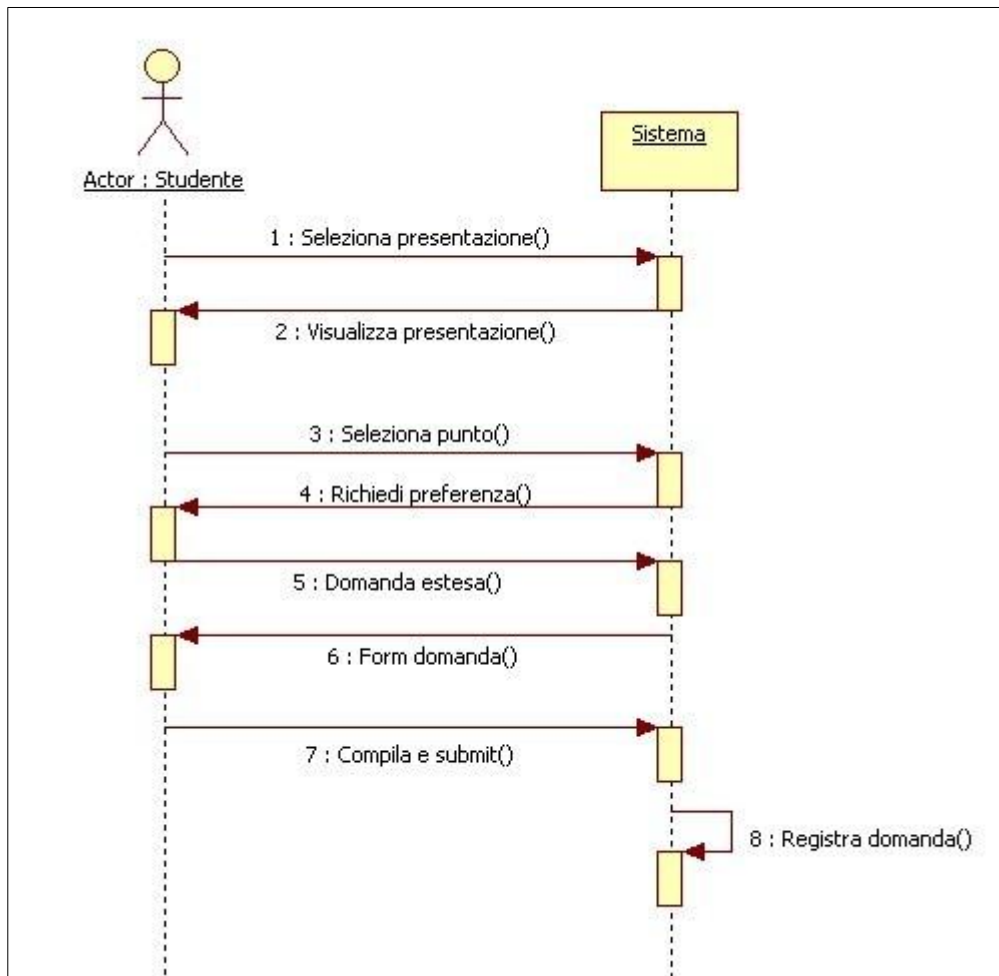 Actor : Studente
Sistema
1 : Seleziona presentazione()
2 : Visualizza presentazione()
3 : Seleziona punto()
4 : Richiedi preferenza()
5 : Domanda estesa()
6 : Form domanda()
7 : Compila e submit()
8 : Registra domanda()